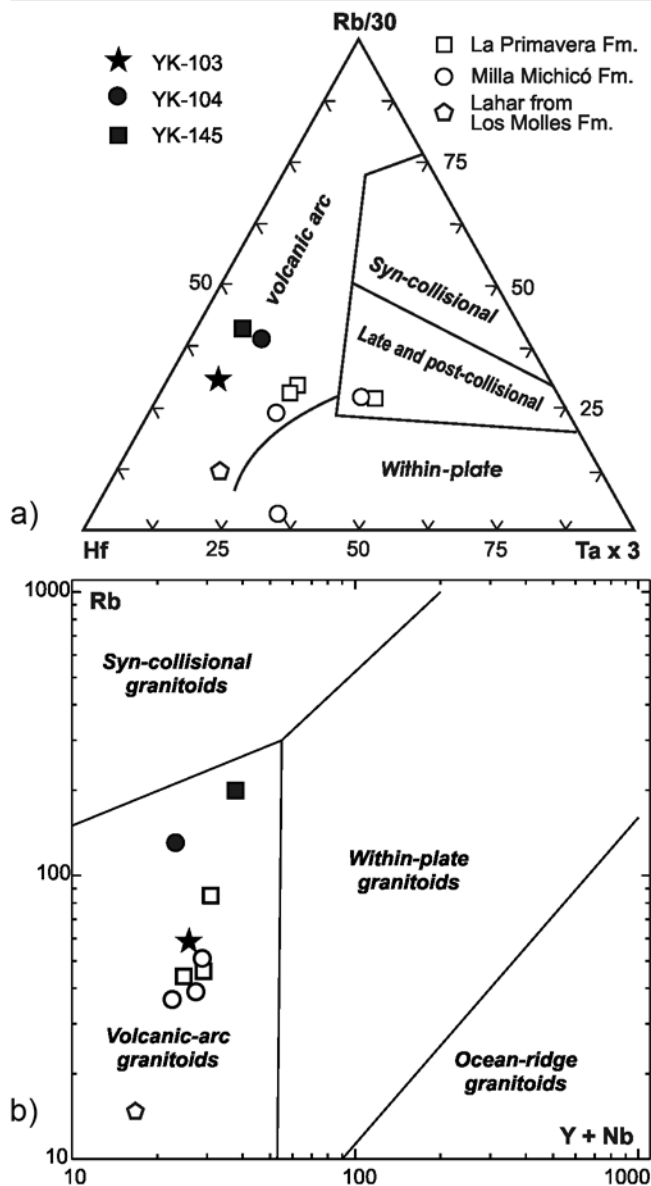 Rb/30
YK-103
YK-104
YK-145
La Primavera Fm.
Milla Michicó Fm.
Lahar from
Los Molles Fm.
75
volcanic arc
50
Syn-collisional
50
Late and post-collisional
25
Within-plate
a)
Hf
25
50
75
Ta x 3
1000
Rb
Syn-collisional
granitoids
Within-plate
granitoids
100
Volcanic-arc
granitoids
Ocean-ridge
granitoids
b)
10
Y + Nb
10
100
1000